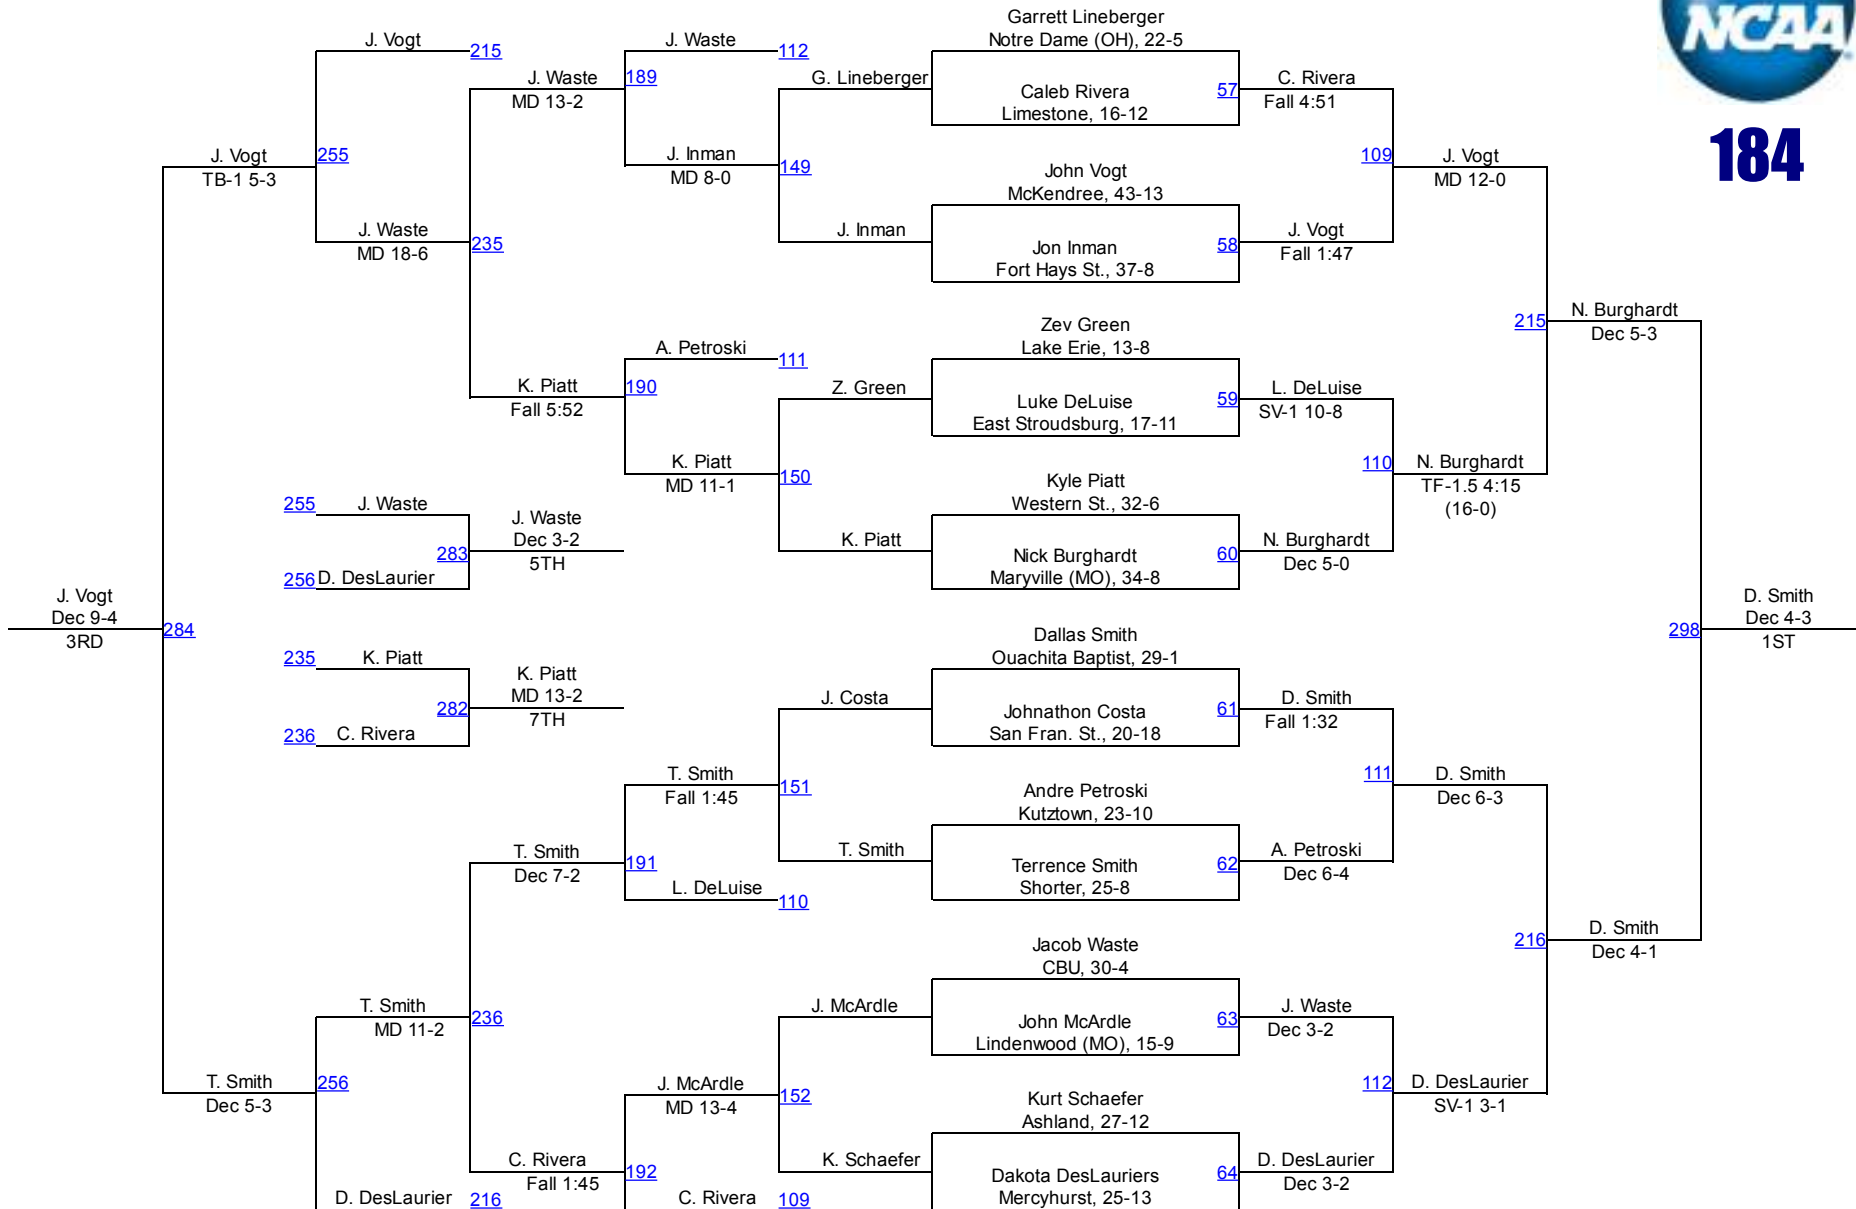 NCAA
184
Garrett Lineberger
Notre Dame (OH), 22-5
J. Vogt
215
J. Waste
112
J. Waste
MD 13-2
189
G. Lineberger
Caleb Rivera
Limestone, 16-12
57
C. Rivera
Fall 4:51
J. Vogt
TB-1 5-3
255
J. Inman
MD 8-0
149
109
J. Vogt
MD 12-0
John Vogt
McKendree, 43-13
J. Waste
MD 18-6
235
J. Inman
Jon Inman
Fort Hays St., 37-8
58
J. Vogt
Fall 1:47
Zev Green
Lake Erie, 13-8
215
N. Burghardt
Dec 5-3
A. Petroski
111
K. Piatt
Fall 5:52
190
Z. Green
Luke DeLuise
East Stroudsburg, 17-11
59
L. DeLuise
SV-1 10-8
K. Piatt
MD 11-1
150
110
N. Burghardt
TF-1.5 4:15
(16-0)
Kyle Piatt
Western St., 32-6
255
J. Waste
J. Waste
Dec 3-2
5TH
283
256
D. DesLaurier
K. Piatt
Nick Burghardt
Maryville (MO), 34-8
60
N. Burghardt
Dec 5-0
J. Vogt
Dec 9-4
3RD
284
298
D. Smith
Dec 4-3
1ST
Dallas Smith
Ouachita Baptist, 29-1
235
K. Piatt
K. Piatt
MD 13-2
7TH
282
236
C. Rivera
J. Costa
Johnathon Costa
San Fran. St., 20-18
61
D. Smith
Fall 1:32
T. Smith
Fall 1:45
151
111
D. Smith
Dec 6-3
Andre Petroski
Kutztown, 23-10
T. Smith
Dec 7-2
191
T. Smith
Terrence Smith
Shorter, 25-8
62
A. Petroski
Dec 6-4
L. DeLuise
110
216
D. Smith
Dec 4-1
Jacob Waste
CBU, 30-4
T. Smith
MD 11-2
236
J. McArdle
John McArdle
Lindenwood (MO), 15-9
63
J. Waste
Dec 3-2
T. Smith
Dec 5-3
256
J. McArdle
MD 13-4
152
112
D. DesLaurier
SV-1 3-1
Kurt Schaefer
Ashland, 27-12
C. Rivera
Fall 1:45
192
K. Schaefer
Dakota DesLauriers
Mercyhurst, 25-13
64
D. DesLaurier
Dec 3-2
D. DesLaurier
216
C. Rivera
109